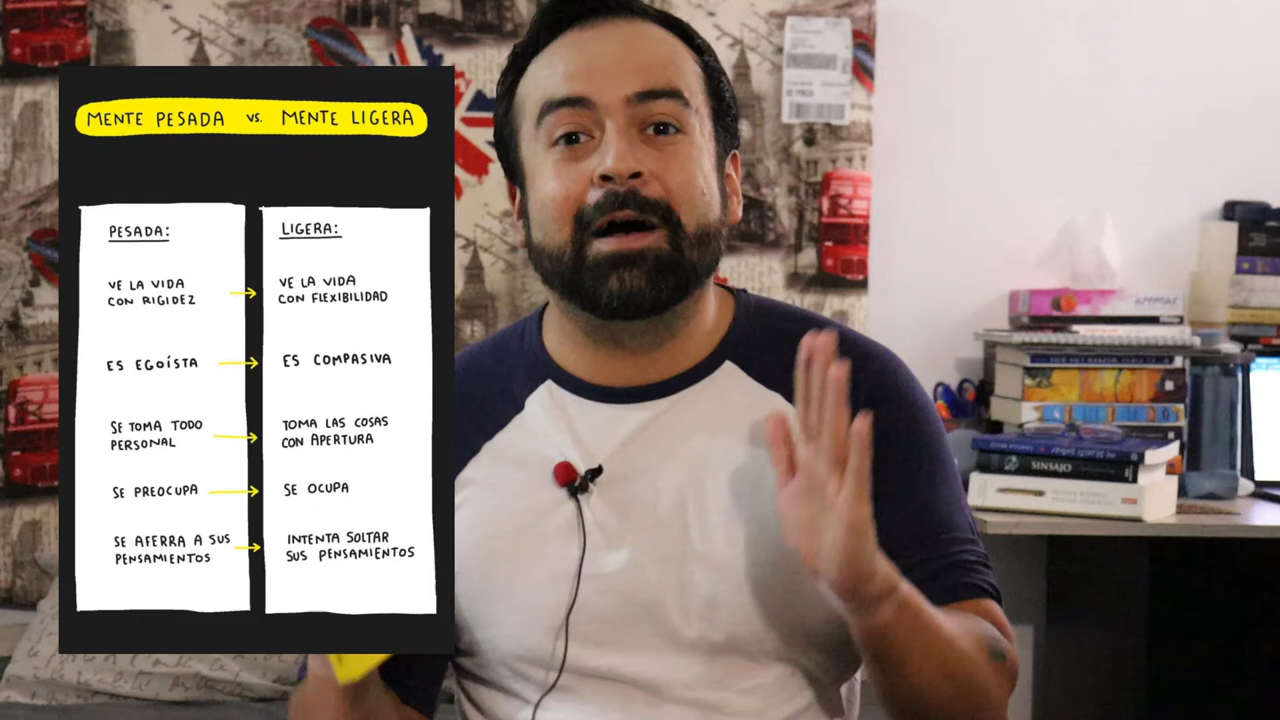 MENTE PESADA vs. MENTE LIGERA
PESADA:
VE LA VIDA
CON RIGIDEZ
ES EGOÍSTA
SE TOMA TODO
PERSONAL
SE PREOCUPA
SE AFERRA A SUS
PENSAMIENTOS
LIGERA:
VE LA VIDA
CON FLEXIBILIDAD
ES COMPASIVA
TOMA LAS COSAS
CON APERTURA
SE OCUPA
INTENTA SOLTAR
SUS PENSAMIENTOS
SINSAJO